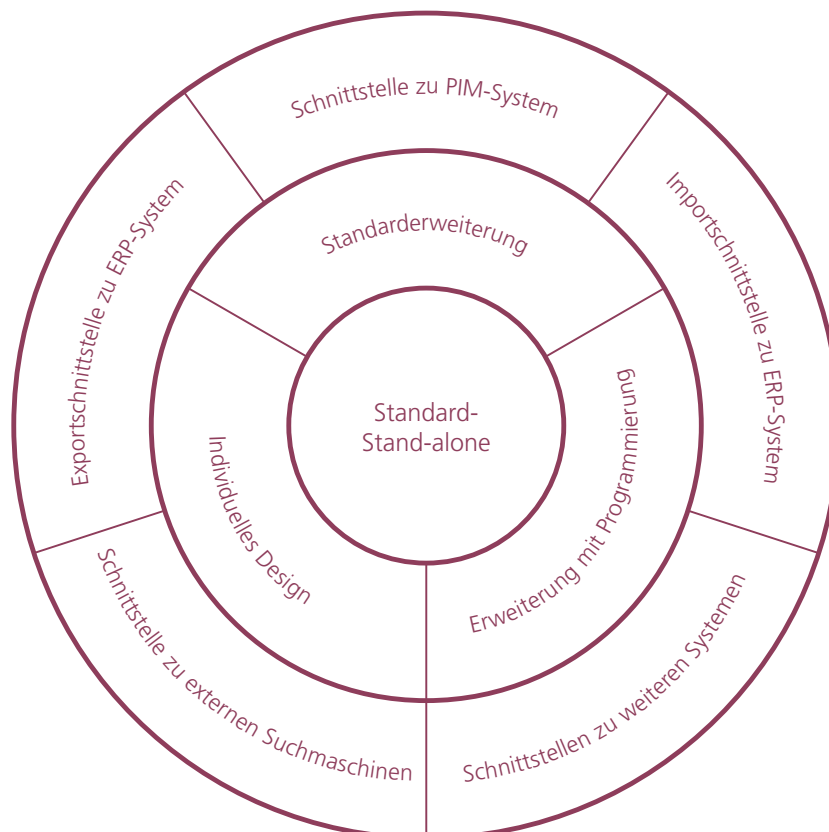 Schnittstelle zu PIM-System
Importschnittstelle zu ERP-System
Schnittstellen zu weiteren Systemen
Schnittstelle zu externen Suchmaschinen
Exportschnittstelle zu ERP-System
Standarderweiterung
Erweiterung mit Programmierung
Individuelles Design
Standard-
Stand-alone